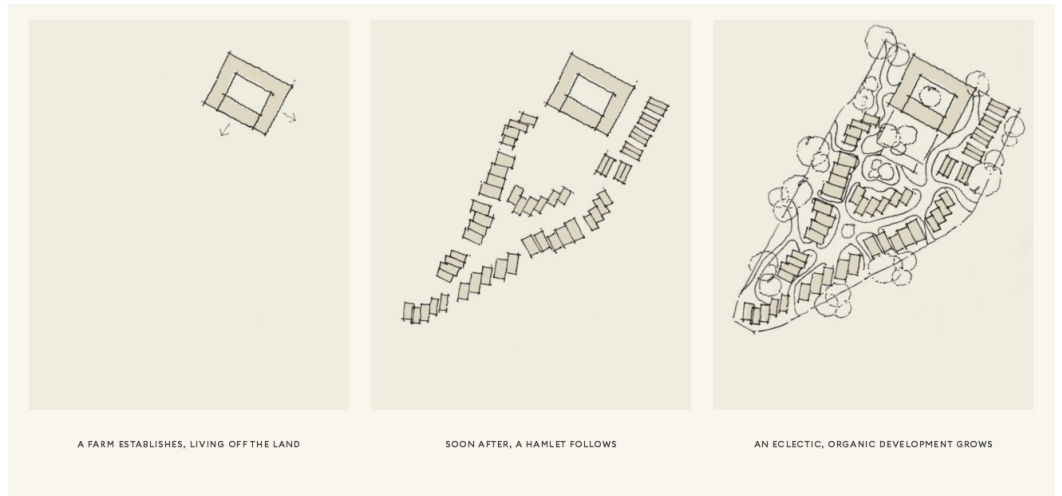 A FARM ESTABLISHES, LIVING OFF THE LAND
SOON AFTER, A HAMLET FOLLOWS
AN ECLECTIC, ORGANIC DEVELOPMENT GROWS